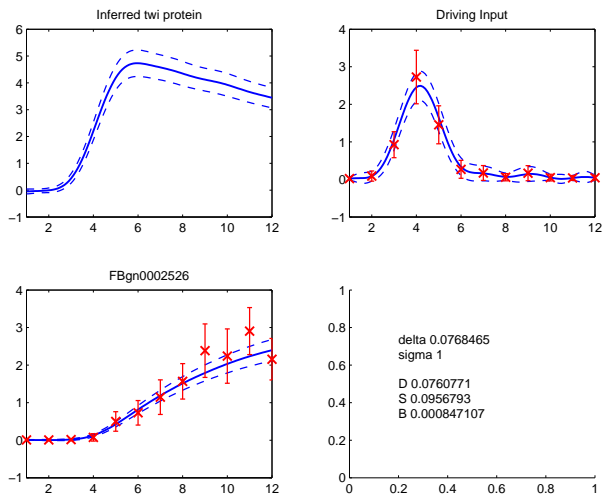 Inferred twi protein
6
5
4
3
2
1
0
−1
2 4 6 8 10 12
Driving Input
4
3
2
1
0
−1
2 4 6 8 10 12
FBgn0002526
4
3
2
1
0
−1
2 4 6 8 10 12
1
0.8
0.6
0.4
0.2
0
0 0.2 0.4 0.6 0.8 1
delta 0.0768465
sigma 1
D 0.0760771
S 0.0956793
B 0.000847107